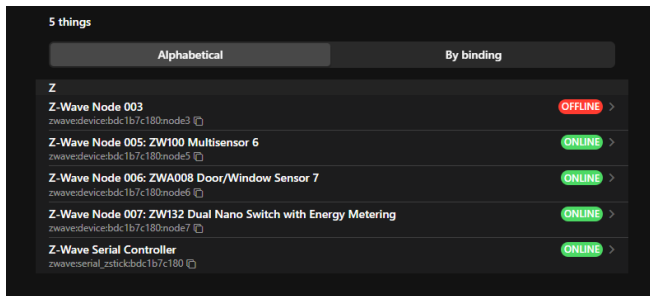 5 things
Alphabetical
By binding
Z
Z-Wave Node 003
OFFLINE
zwave:device:bdc1b7c180:node3
Z-Wave Node 005: ZW100 Multisensor 6
ONLINE
zwave:device:bdc1b7c180:node5
Z-Wave Node 006: ZWA008 Door/Window Sensor 7
ONLINE
zwave:device:bdc1b7c180:node6
Z-Wave Node 007: ZW132 Dual Nano Switch with Energy Metering
ONLINE
zwave:device:bdc1b7c180:node7
Z-Wave Serial Controller
ONLINE
zwave:serial_zstick:bdc1b7c180